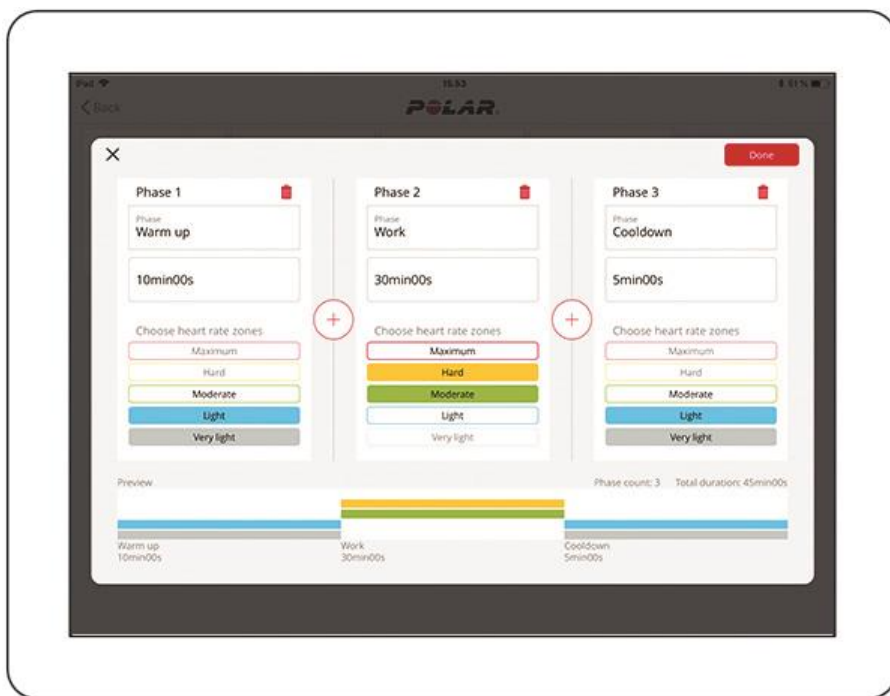 iPad 15.53 61%
Back POLAR
Done
Phase 1
Phase
Warm up
10min00s
Choose heart rate zones
Maximum
Hard
Moderate
Light
Very light
Phase 2
Phase
Work
30min00s
Choose heart rate zones
Maximum
Hard
Moderate
Light
Very light
Phase 3
Phase
Cooldown
5min00s
Choose heart rate zones
Maximum
Hard
Moderate
Light
Very light
Preview Phase count: 3 Total duration: 45min00s
Warm up Work Cooldown
10min00s 30min00s 5min00s